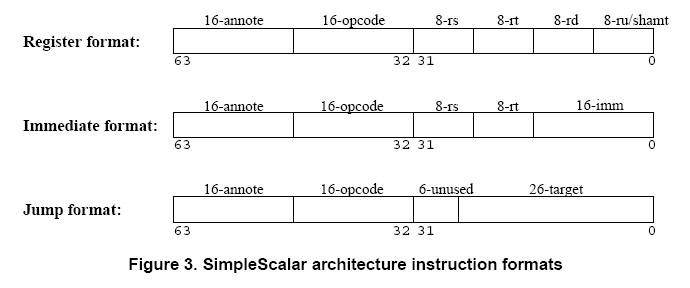 16-annote 16-opcode 8-rs 8-rt 8-rd 8-ru/shamt
Register format:
63 32 31 0
16-annote 16-opcode 8-rs 8-rt 16-imm
Immediate format:
63 32 31 0
16-annote 16-opcode 6-unused 26-target
Jump format:
63 32 31 0
Figure 3. SimpleScalar architecture instruction formats